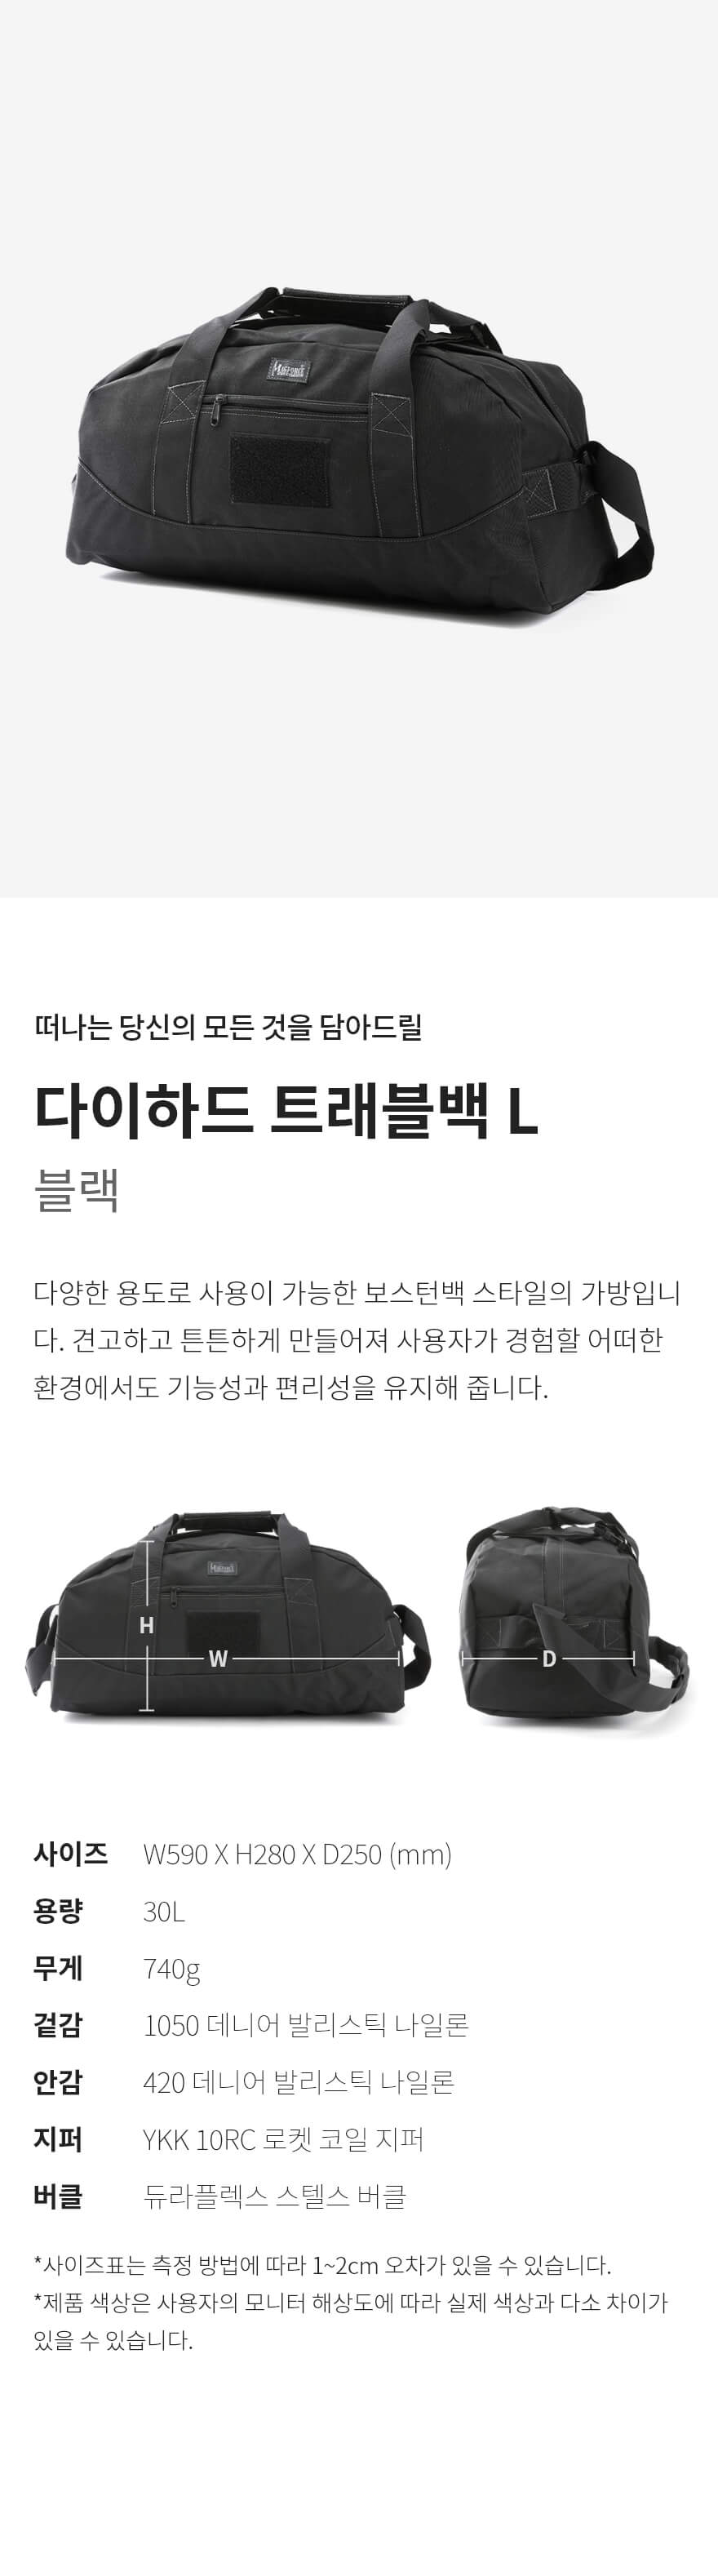 MAGFORCE
떠나는 당신의 모든 것을 담아드릴
다이하드 트래블백 L
블랙
다양한 용도로 사용이 가능한 보스턴백 스타일의 가방입니
다. 견고하고 튼튼하게 만들어져 사용자가 경험할 어떠한
환경에서도 기능성과 편리성을 유지해 줍니다.
MAGFORCE
H
W
D
사이즈 W590 X H280 X D250 (mm)
용량 30L
무게 740g
겉감 1050 데니어 발리스틱 나일론
안감 420 데니어 발리스틱 나일론
지퍼 YKK 10RC 로켓 코일 지퍼
버클 듀라플렉스 스텔스 버클
*사이즈표는 측정 방법에 따라 1~2cm 오차가 있을 수 있습니다.
*제품 색상은 사용자의 모니터 해상도에 따라 실제 색상과 다소 차이가
있을 수 있습니다.